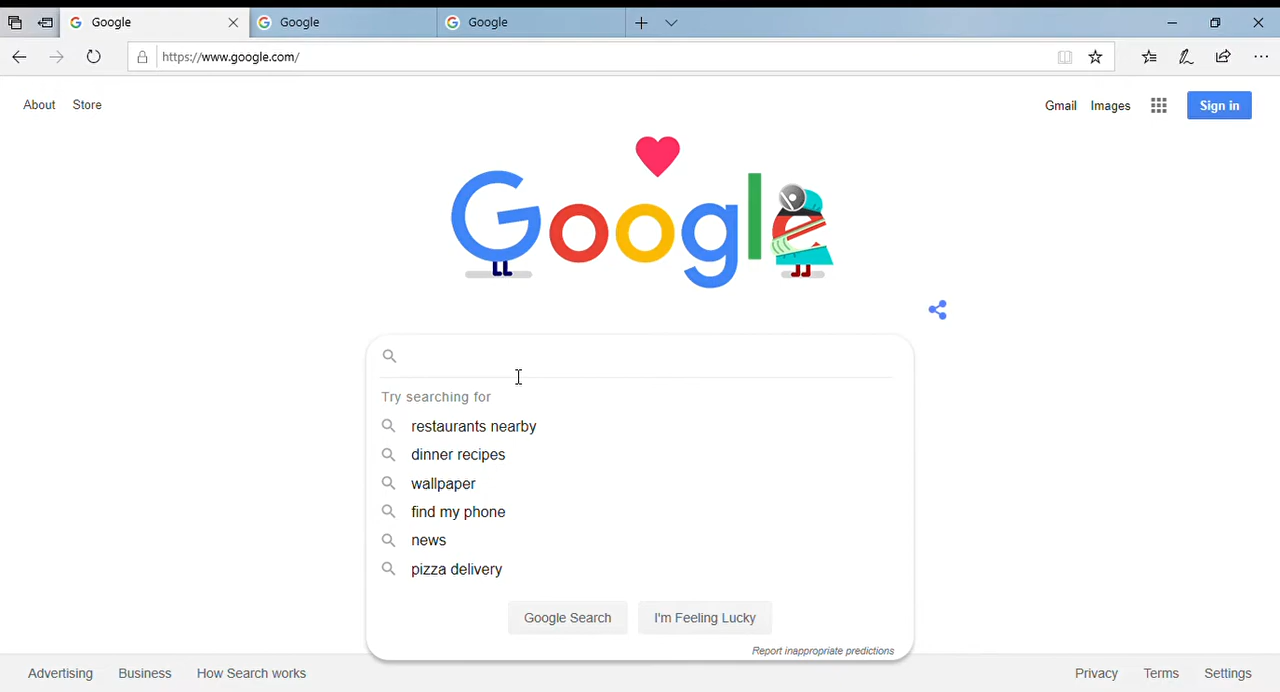 Google Google Google
https://www.google.com/
About Store Gmail Images Sign in
Google
Try searching for
restaurants nearby
dinner recipes
wallpaper
find my phone
news
pizza delivery
Google Search I'm Feeling Lucky
Report inappropriate predictions
Advertising Business How Search works Privacy Terms Settings